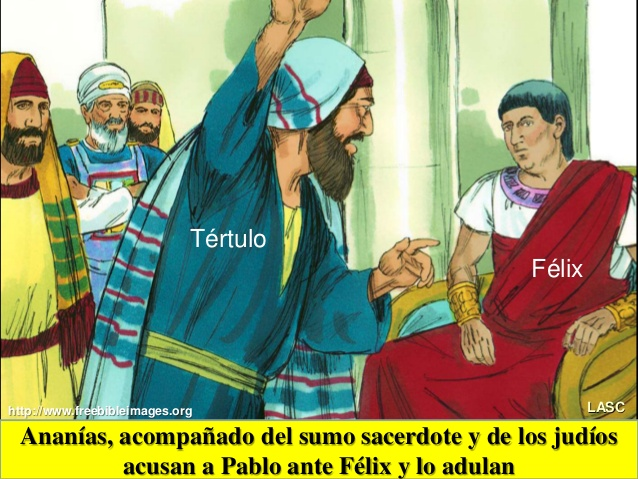 Tértulo
Félix
http://www.freebibleimages.org
LASC
Ananías, acompañado del sumo sacerdote y de los judíos
acusan a Pablo ante Félix y lo adulan